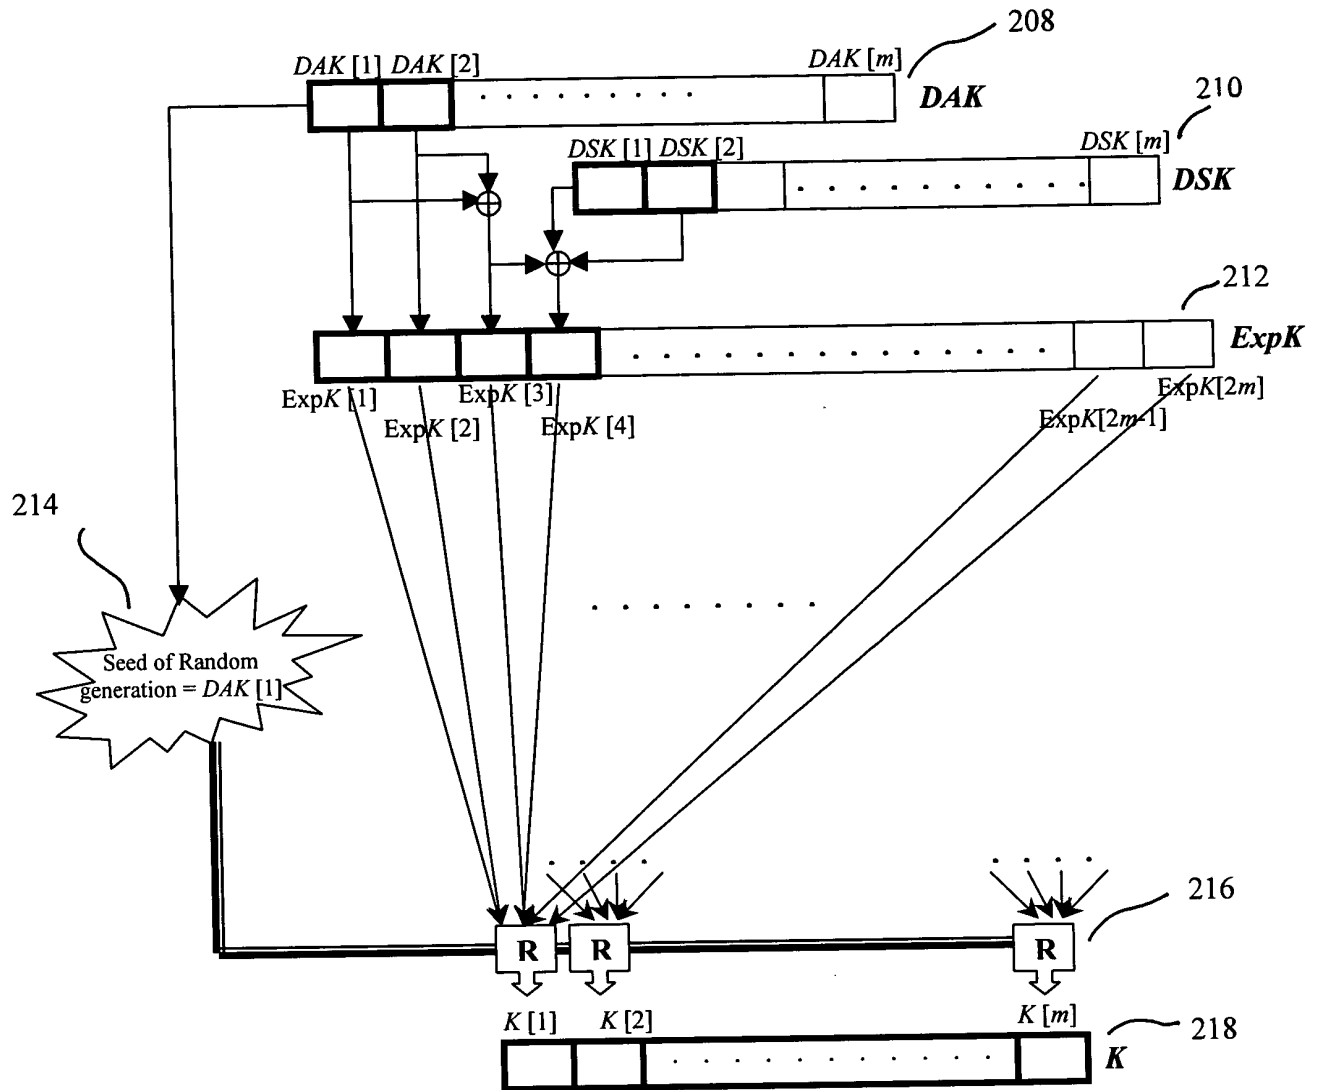 208
DAK [1] DAK [2] DAK [m]
DAK
210
DSK [1] DSK [2] DSK [m]
DSK
212
ExpK
ExpK [1] ExpK [3] ExpK[2m]
ExpK [2] ExpK [4] ExpK[2m-1]
214
Seed of Random
generation = DAK [1]
216
R R R
K [1] K [2] K [m]
218
K